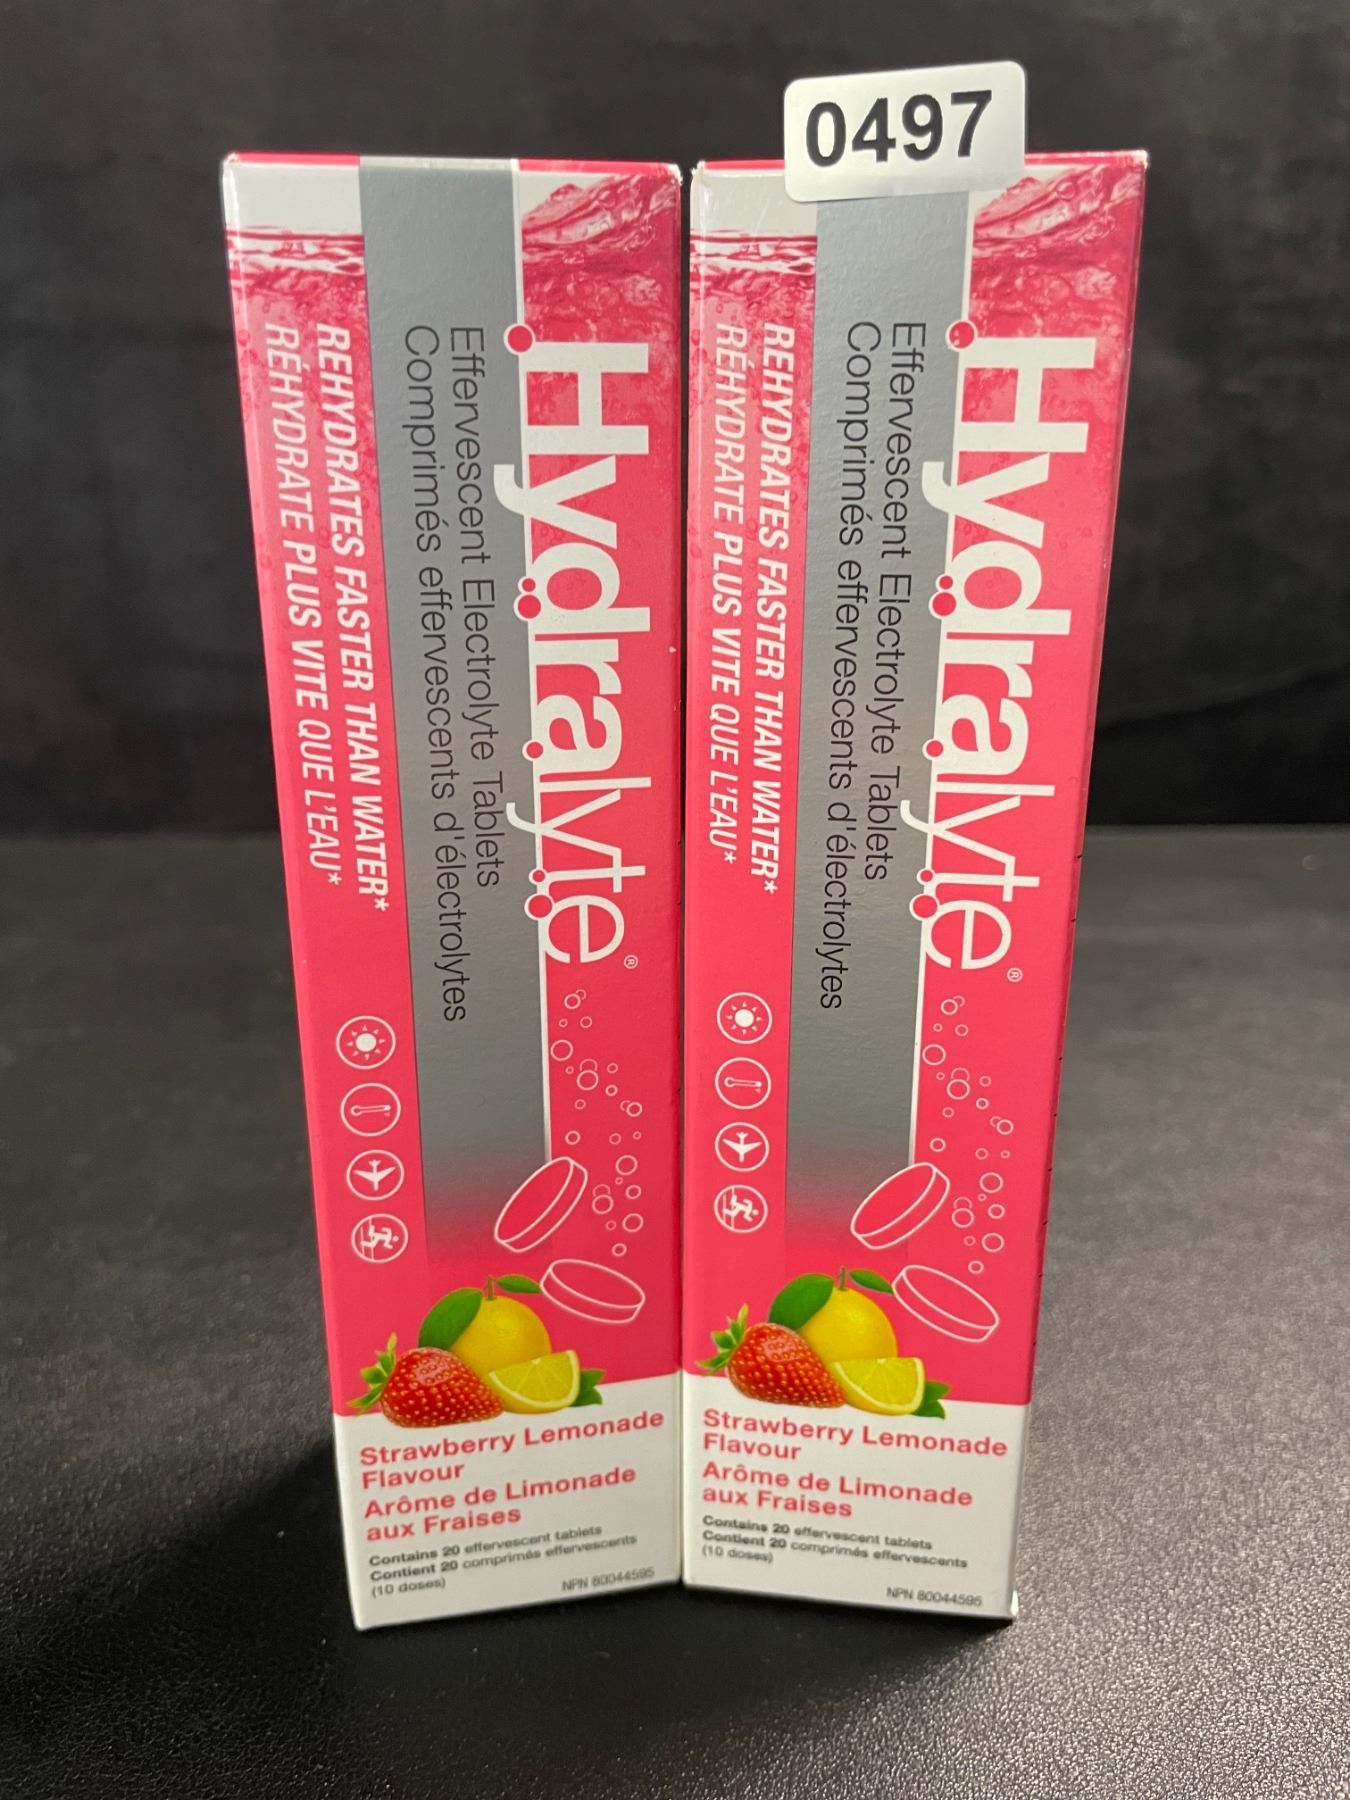 0497
Hydralyte®
Effervescent Electrolyte Tablets
Comprimés effervescents d'électrolytes
REHYDRATES FASTER THAN WATER*
RÉHYDRATE PLUS VITE QUE L'EAU*
Strawberry Lemonade
Flavour
Arôme de Limonade
aux Fraises
Contains 20 effervescent tablets
Contient 20 comprimés effervescents
(10 doses)
NPN 80044595
Hydralyte®
Effervescent Electrolyte Tablets
Comprimés effervescents d'électrolytes
REHYDRATES FASTER THAN WATER*
RÉHYDRATE PLUS VITE QUE L'EAU*
Strawberry Lemonade
Flavour
Arôme de Limonade
aux Fraises
Contains 20 effervescent tablets
Contient 20 comprimés effervescents
(10 doses)
NPN 80044595